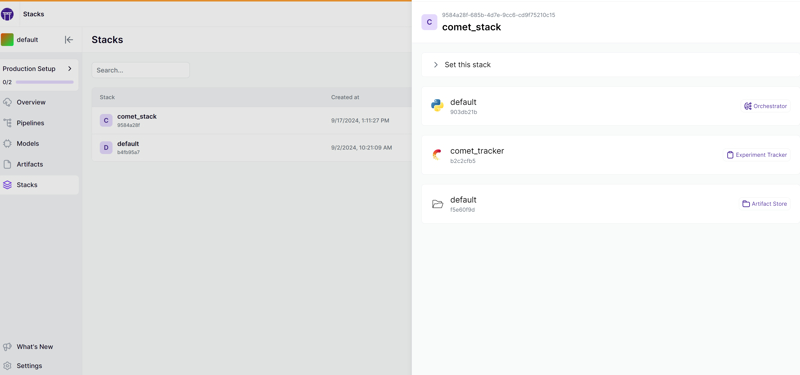 Stacks
default
Production Setup
0/2
Overview
Pipelines
Models
Artifacts
Stacks
What's New
Settings
Stacks
Search...
Stack Created at
C comet_stack 9/17/2024, 1:11:27 PM
9584a28f
D default 9/2/2024, 10:21:09 AM
b4fb95a7
C 9584a28f-685b-4d7e-9cc6-cd9f75210c15
comet_stack
Set this stack
default Orchestrator
903db21b
comet_tracker Experiment Tracker
b2c2cfb5
default Artifact Store
f5e60f9d